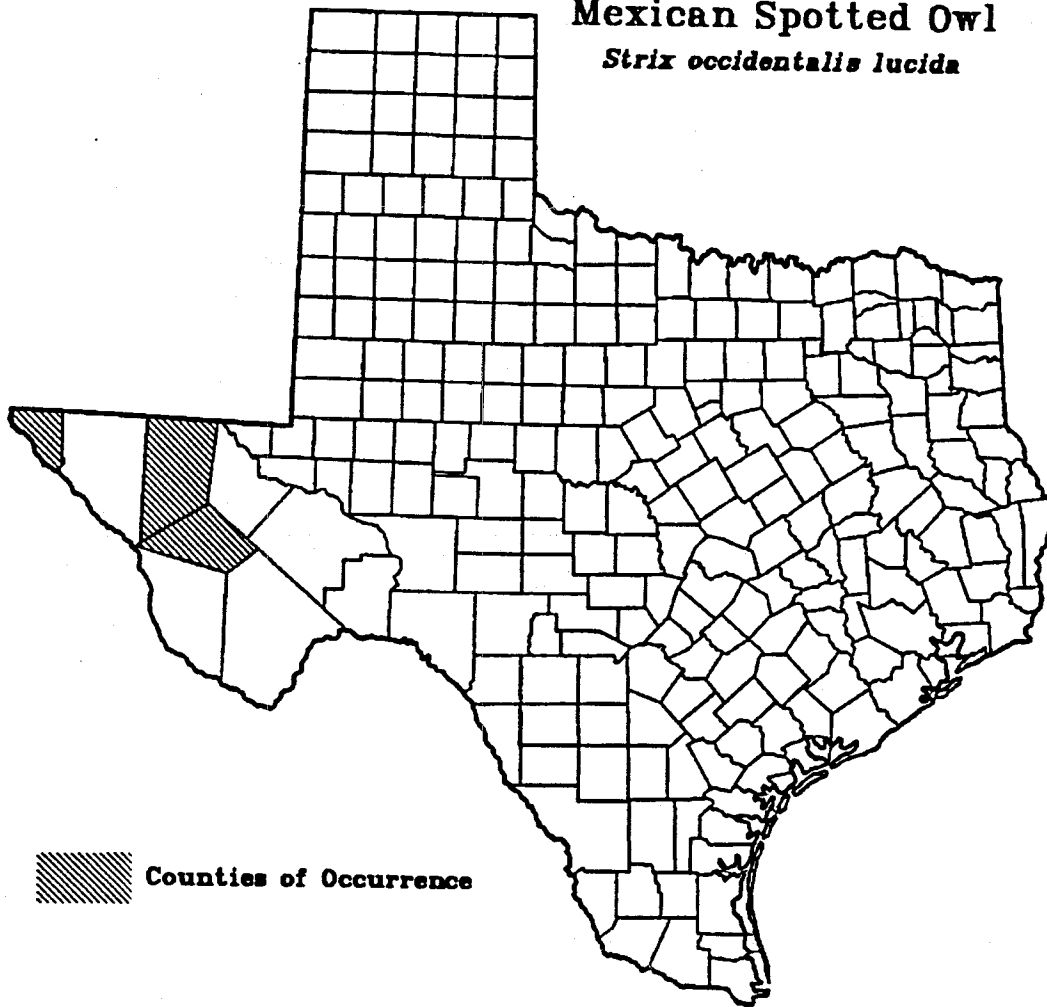 Mexican Spotted Owl
Strix occidentalis lucida
Counties of Occurrence